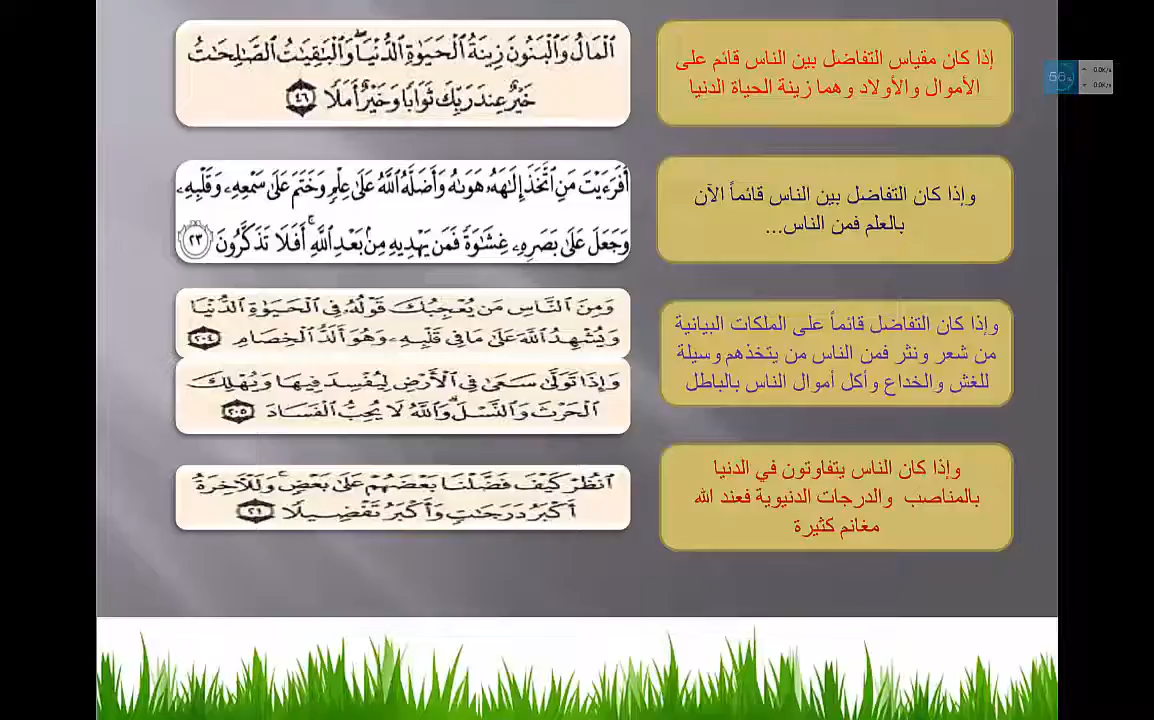 إذا كان مقياس التفاضل بين الناس قائم على
الأموال والأولاد وهما زينة الحياة الدنيا
ٱلْمَالُ وَٱلْبَنُونَ زِينَةُ ٱلْحَيَوٰةِ ٱلدُّنْيَا ۖ وَٱلْبَٰقِيَٰتُ ٱلصَّٰلِحَٰتُ
خَيْرٌ عِندَ رَبِّكَ ثَوَابًا وَخَيْرٌ أَمَلًا ٤٦
وإذا كان التفاضل بين الناس قائماً الآن
بالعلم فمن الناس...
أَفَرَءَيْتَ مَنِ ٱتَّخَذَ إِلَٰهَهُۥ هَوَىٰهُ وَأَضَلَّهُ ٱللَّهُ عَلَىٰ عِلْمٍ وَخَتَمَ عَلَىٰ سَمْعِهِۦ وَقَلْبِهِۦ
وَجَعَلَ عَلَىٰ بَصَرِهِۦ غِشَٰوَةً فَمَن يَهْدِيهِ مِنۢ بَعْدِ ٱللَّهِ ۚ أَفَلَا تَذَكَّرُونَ ٢٣
وإذا كان التفاضل قائماً على الملكات البيانية
من شعر ونثر فمن الناس من يتخذهم وسيلة
للغش والخداع وأكل أموال الناس بالباطل
وَمِنَ ٱلنَّاسِ مَن يُعْجِبُكَ قَوْلُهُۥ فِى ٱلْحَيَوٰةِ ٱلدُّنْيَا
وَيُشْهِدُ ٱللَّهَ عَلَىٰ مَا فِى قَلْبِهِۦ وَهُوَ أَلَدُّ ٱلْخِصَامِ ٢٠٤
وَإِذَا تَوَلَّىٰ سَعَىٰ فِى ٱلْأَرْضِ لِيُفْسِدَ فِيهَا وَيُهْلِكَ
ٱلْحَرْثَ وَٱلنَّسْلَ ۗ وَٱللَّهُ لَا يُحِبُّ ٱلْفَسَادَ ٢٠٥
وإذا كان الناس يتفاوتون في الدنيا
بالمناصب والدرجات الدنيوية فعند الله
مغانم كثيرة
ٱنظُرْ كَيْفَ فَضَّلْنَا بَعْضَهُمْ عَلَىٰ بَعْضٍ ۚ وَلَلْءَاخِرَةُ
أَكْبَرُ دَرَجَٰتٍ وَأَكْبَرُ تَفْضِيلًا ٢١
0.0K/s
0.0K/s